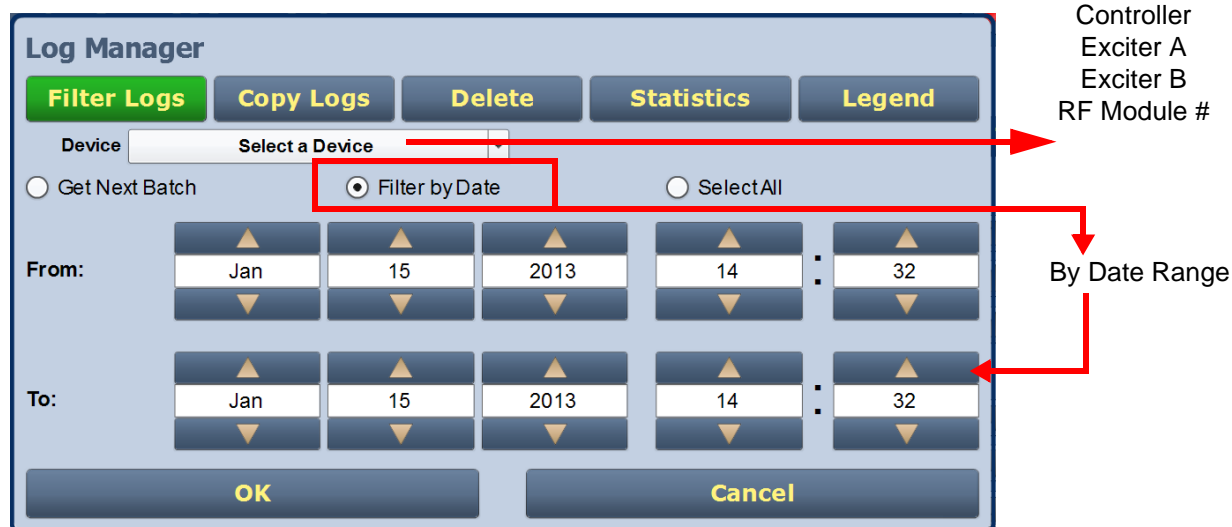 Controller
Exciter A
Exciter B
RF Module #
Log Manager
Filter Logs Copy Logs Delete Statistics Legend
Device Select a Device
Get Next Batch Filter by Date Select All
From: Jan 15 2013 14 : 32
By Date Range
To: Jan 15 2013 14 : 32
OK Cancel